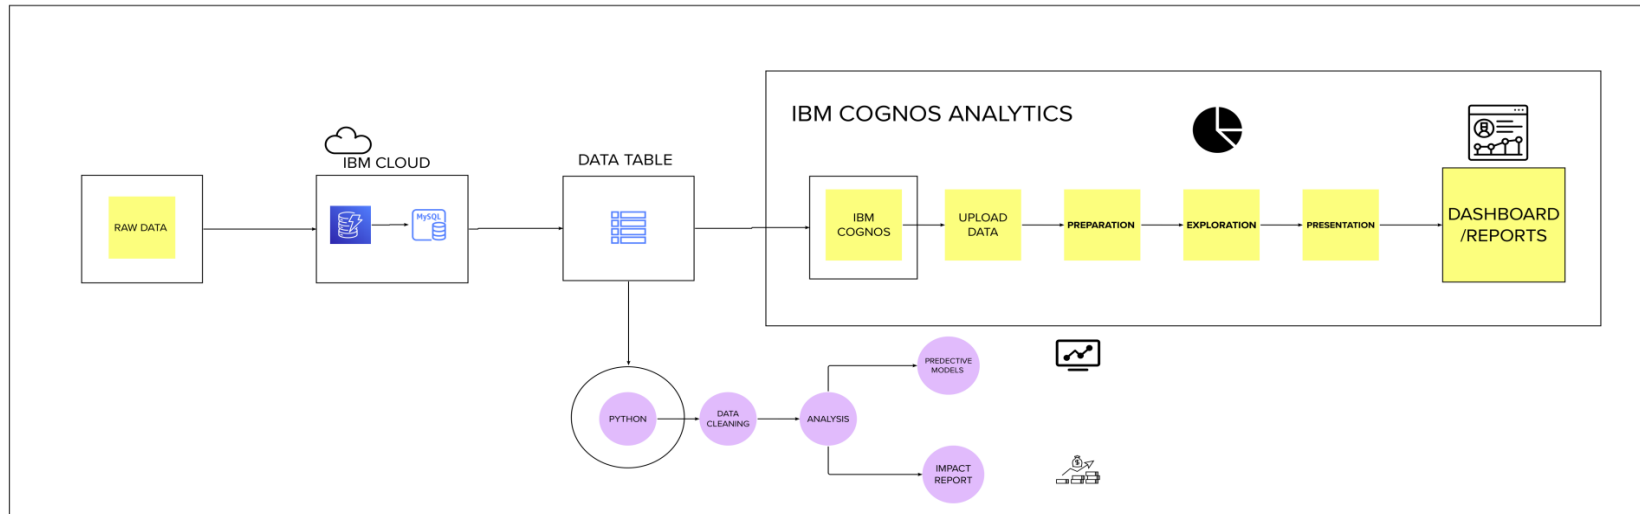 IBM COGNOS ANALYTICS
IBM CLOUD
DATA TABLE
RAW DATA
MySQL
IBM
COGNOS
UPLOAD
DATA
PREPARATION
EXPLORATION
PRESENTATION
DASHBOARD
/REPORTS
PREDECTIVE
MODELS
PYTHON
DATA
CLEANING
ANALYSIS
IMPACT
REPORT